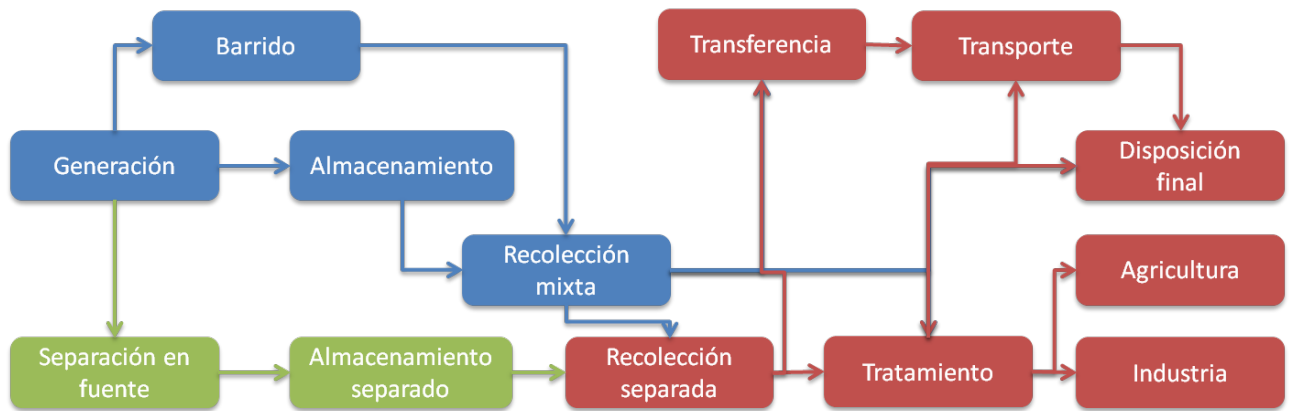 Barrido
Transferencia
Transporte
Generación
Almacenamiento
Disposición
final
Recolección
mixta
Agricultura
Separación en
fuente
Almacenamiento
separado
Recolección
separada
Tratamiento
Industria